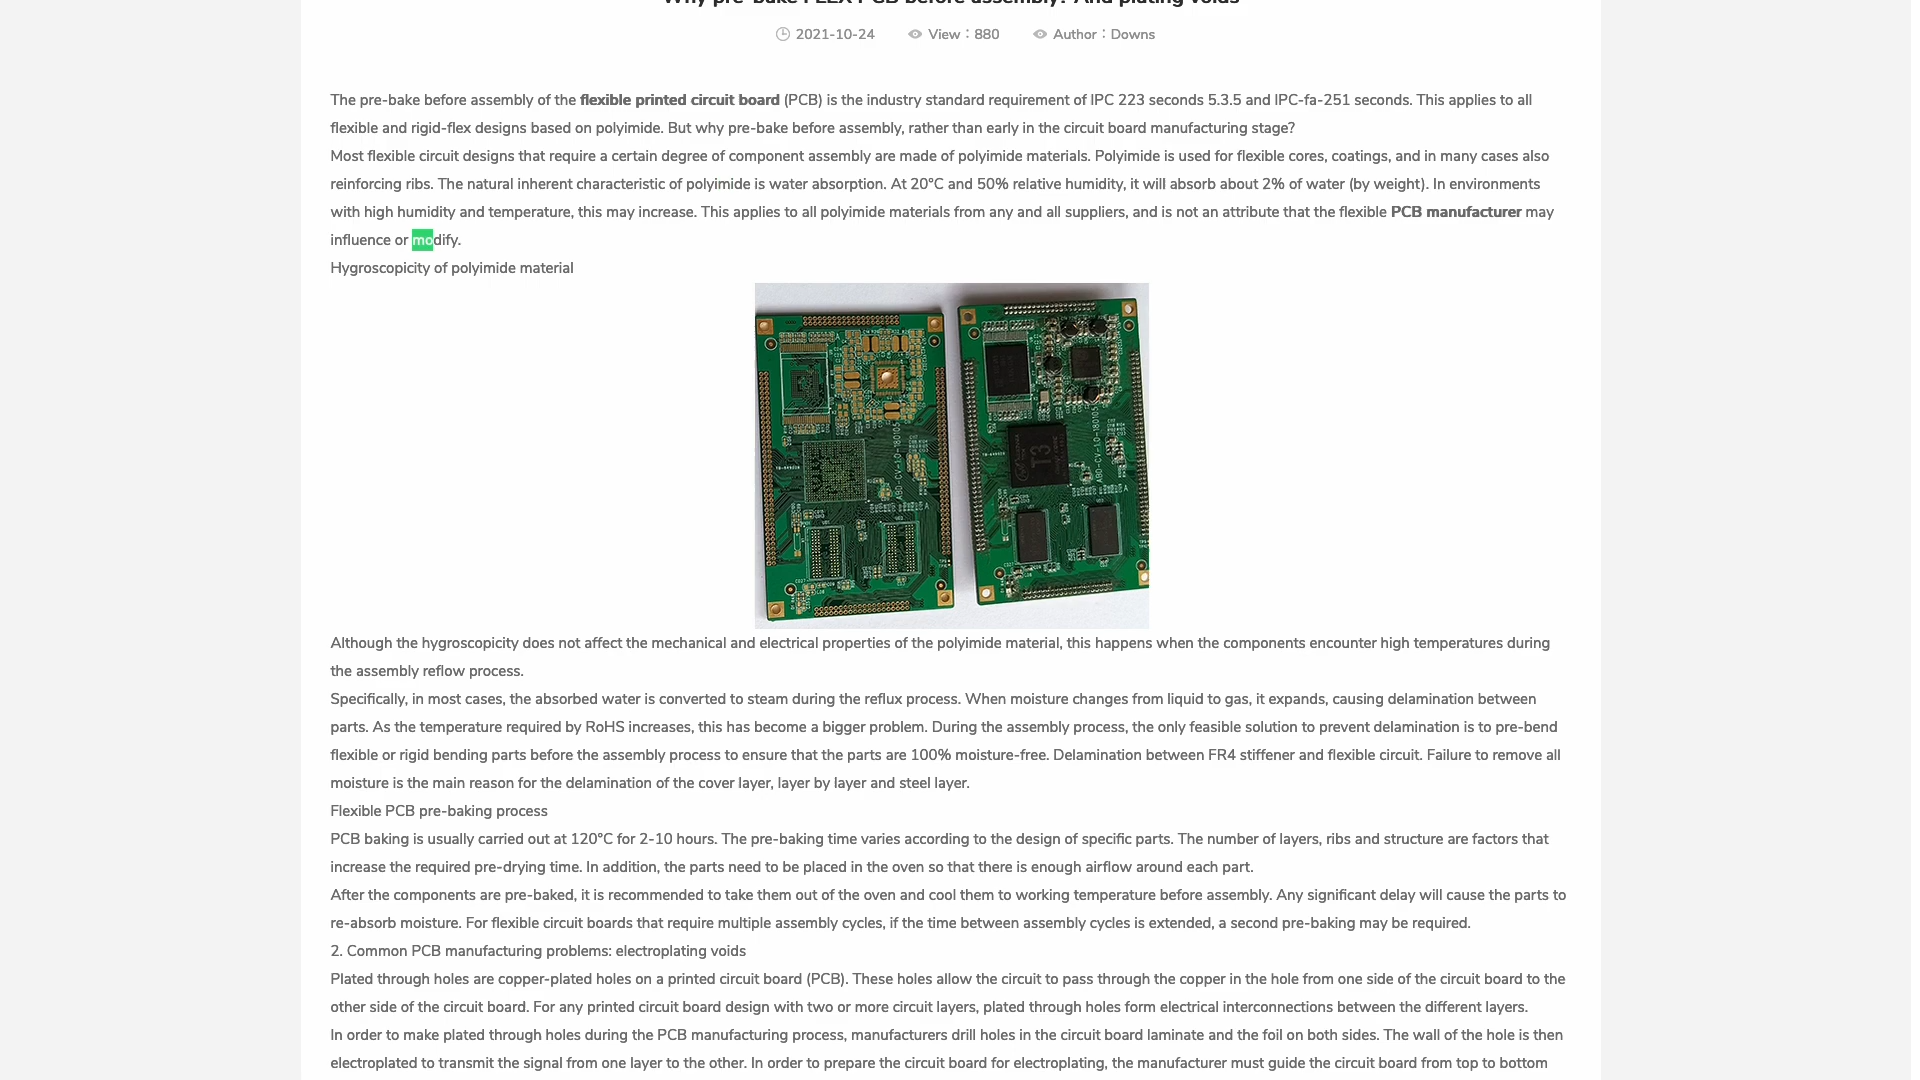 Why pre-bake FLEX PCB before assembly? And plating voids
2021-10-24 View：880 Author：Downs
The pre-bake before assembly of the flexible printed circuit board (PCB) is the industry standard requirement of IPC 223 seconds 5.3.5 and IPC-fa-251 seconds. This applies to all
flexible and rigid-flex designs based on polyimide. But why pre-bake before assembly, rather than early in the circuit board manufacturing stage?
Most flexible circuit designs that require a certain degree of component assembly are made of polyimide materials. Polyimide is used for flexible cores, coatings, and in many cases also
reinforcing ribs. The natural inherent characteristic of polyimide is water absorption. At 20°C and 50% relative humidity, it will absorb about 2% of water (by weight). In environments
with high humidity and temperature, this may increase. This applies to all polyimide materials from any and all suppliers, and is not an attribute that the flexible PCB manufacturer may
influence or modify.
Hygroscopicity of polyimide material
ABD-CV-1.0-180105
ABD-CV-1.0-180105
T3
Although the hygroscopicity does not affect the mechanical and electrical properties of the polyimide material, this happens when the components encounter high temperatures during
the assembly reflow process.
Specifically, in most cases, the absorbed water is converted to steam during the reflux process. When moisture changes from liquid to gas, it expands, causing delamination between
parts. As the temperature required by RoHS increases, this has become a bigger problem. During the assembly process, the only feasible solution to prevent delamination is to pre-bend
flexible or rigid bending parts before the assembly process to ensure that the parts are 100% moisture-free. Delamination between FR4 stiffener and flexible circuit. Failure to remove all
moisture is the main reason for the delamination of the cover layer, layer by layer and steel layer.
Flexible PCB pre-baking process
PCB baking is usually carried out at 120°C for 2-10 hours. The pre-baking time varies according to the design of specific parts. The number of layers, ribs and structure are factors that
increase the required pre-drying time. In addition, the parts need to be placed in the oven so that there is enough airflow around each part.
After the components are pre-baked, it is recommended to take them out of the oven and cool them to working temperature before assembly. Any significant delay will cause the parts to
re-absorb moisture. For flexible circuit boards that require multiple assembly cycles, if the time between assembly cycles is extended, a second pre-baking may be required.
2. Common PCB manufacturing problems: electroplating voids
Plated through holes are copper-plated holes on a printed circuit board (PCB). These holes allow the circuit to pass through the copper in the hole from one side of the circuit board to the
other side of the circuit board. For any printed circuit board design with two or more circuit layers, plated through holes form electrical interconnections between the different layers.
In order to make plated through holes during the PCB manufacturing process, manufacturers drill holes in the circuit board laminate and the foil on both sides. The wall of the hole is then
electroplated to transmit the signal from one layer to the other. In order to prepare the circuit board for electroplating, the manufacturer must guide the circuit board from top to bottom